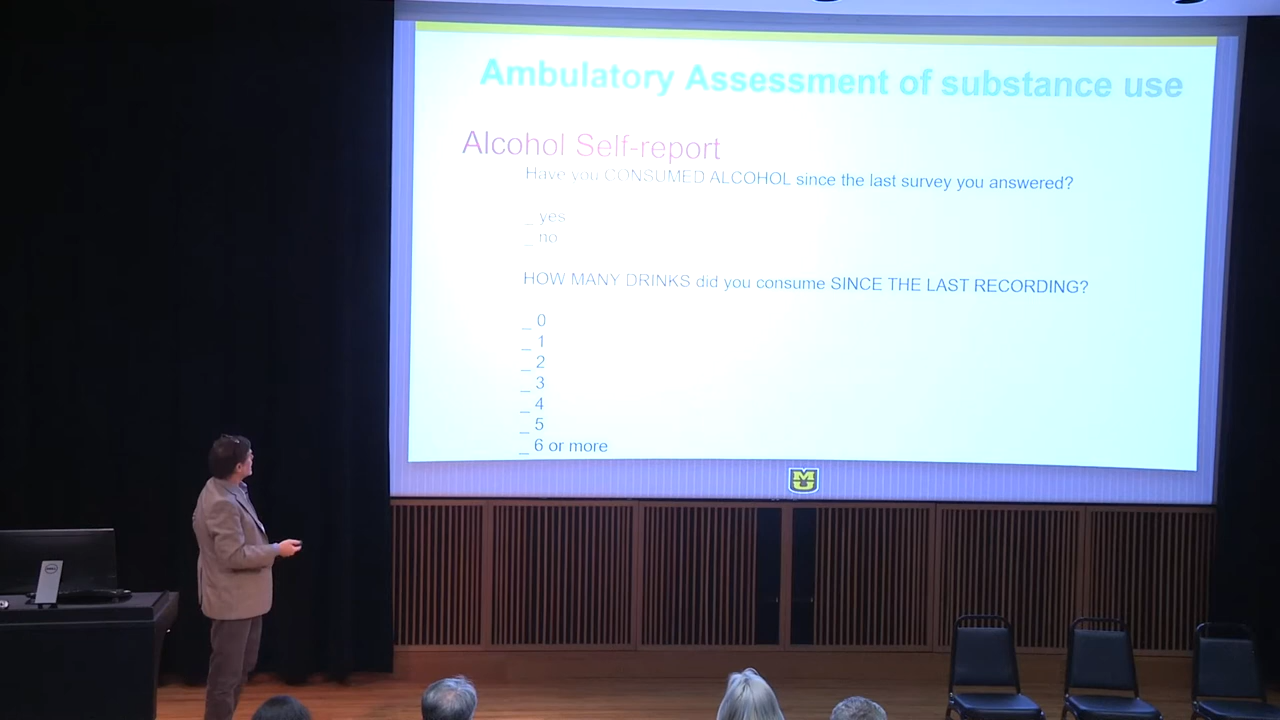 Ambulatory Assessment of substance use
Alcohol Self-report
Have you CONSUMED ALCOHOL since the last survey you answered?
_ yes
_ no
HOW MANY DRINKS did you consume SINCE THE LAST RECORDING?
_ 0
_ 1
_ 2
_ 3
_ 4
_ 5
_ 6 or more
MU
DELL